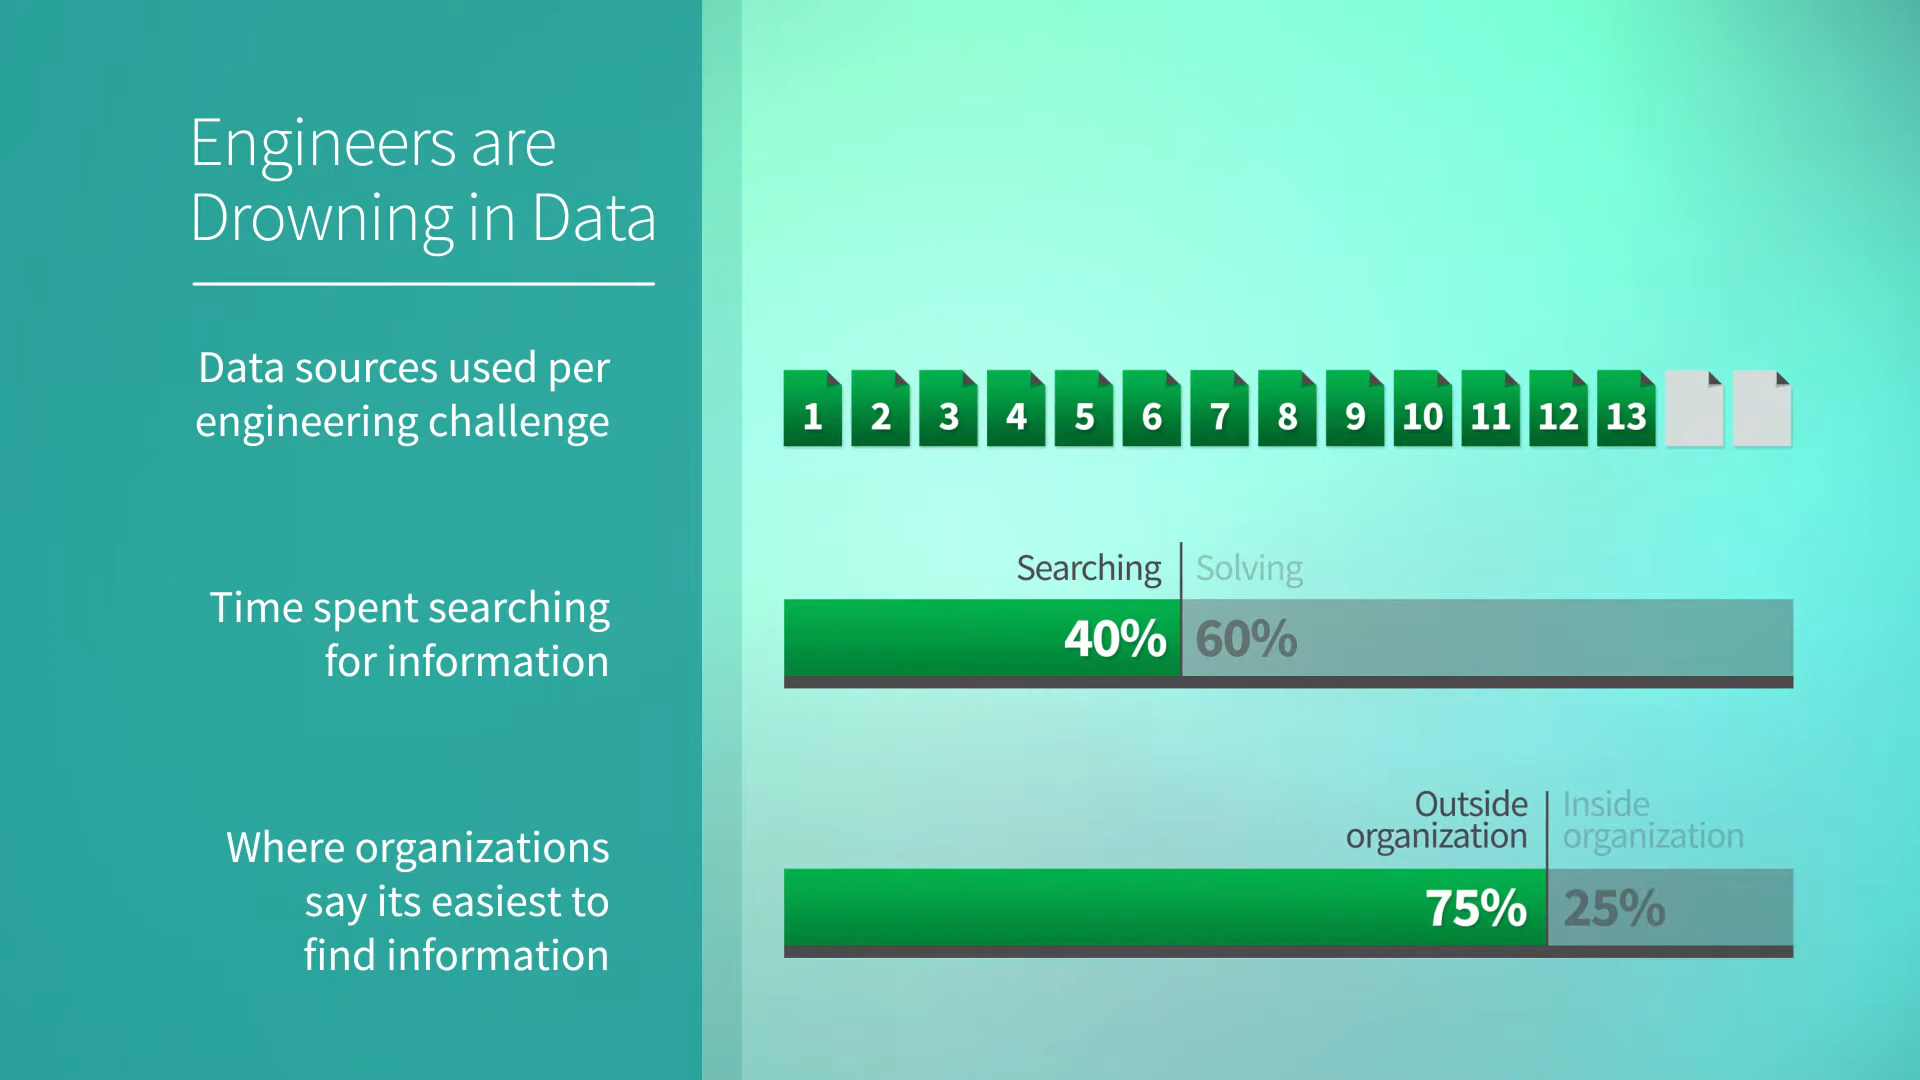 Engineers are
Drowning in Data
Data sources used per
engineering challenge
1 2 3 4 5 6 7 8 9 10 11 12 13
Time spent searching
for information
Searching Solving
40% 60%
Where organizations
say its easiest to
find information
Outside
organization
Inside
organization
75% 25%